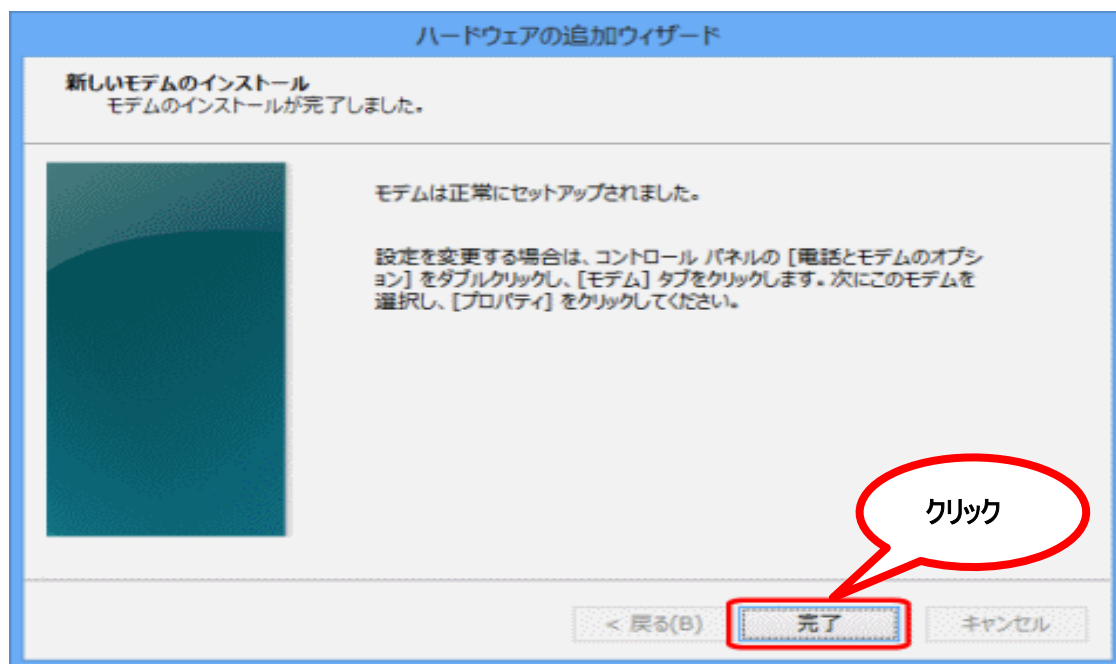 ハードウェアの追加ウィザード
新しいモデムのインストール
モデムのインストールが完了しました。
モデムは正常にセットアップされました。
設定を変更する場合は、コントロール パネルの [電話とモデムのオプシ
ョン] をダブルクリックし、[モデム] タブをクリックします。次にこのモデムを
選択し、[プロパティ] をクリックしてください。
クリック
< 戻る(B)
完了
キャンセル